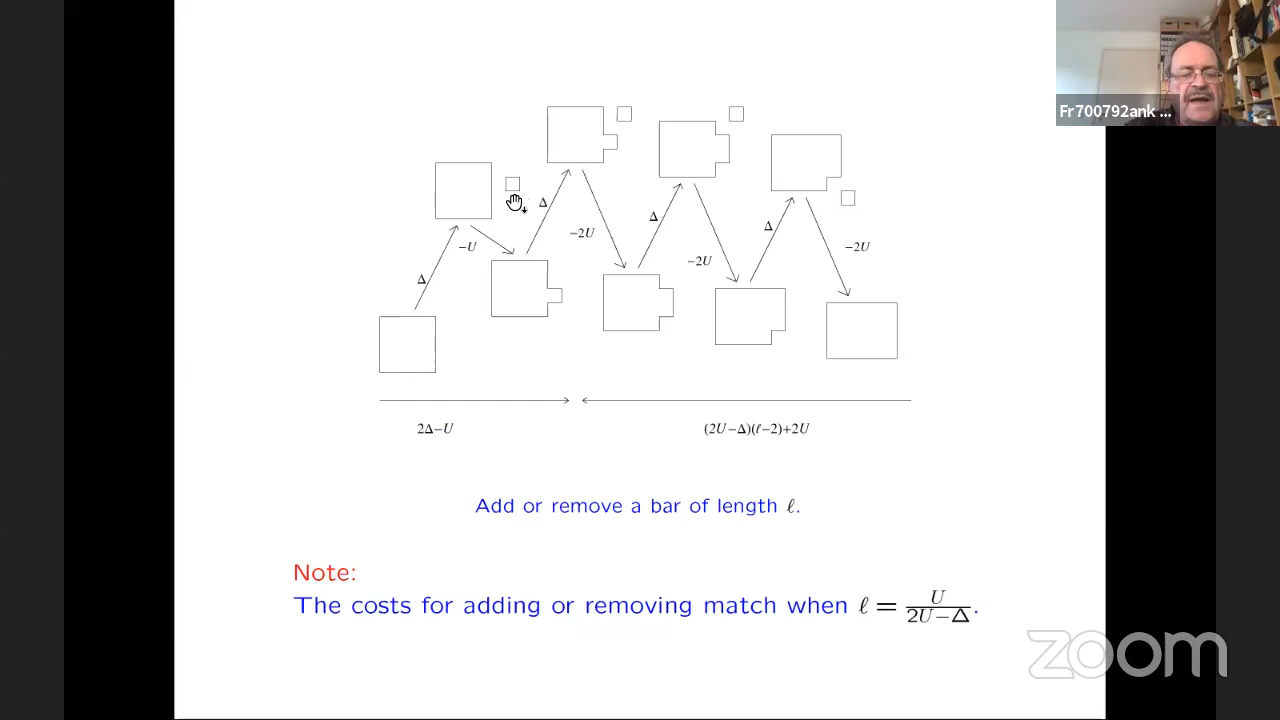 Fr700792ank ...
Δ
−U
Δ
−2U
Δ
−2U
Δ
−2U
2Δ−U
(2U−Δ)(ℓ−2)+2U
Add or remove a bar of length ℓ.
Note:
The costs for adding or removing match when ℓ = U/(2U−Δ).
zoom